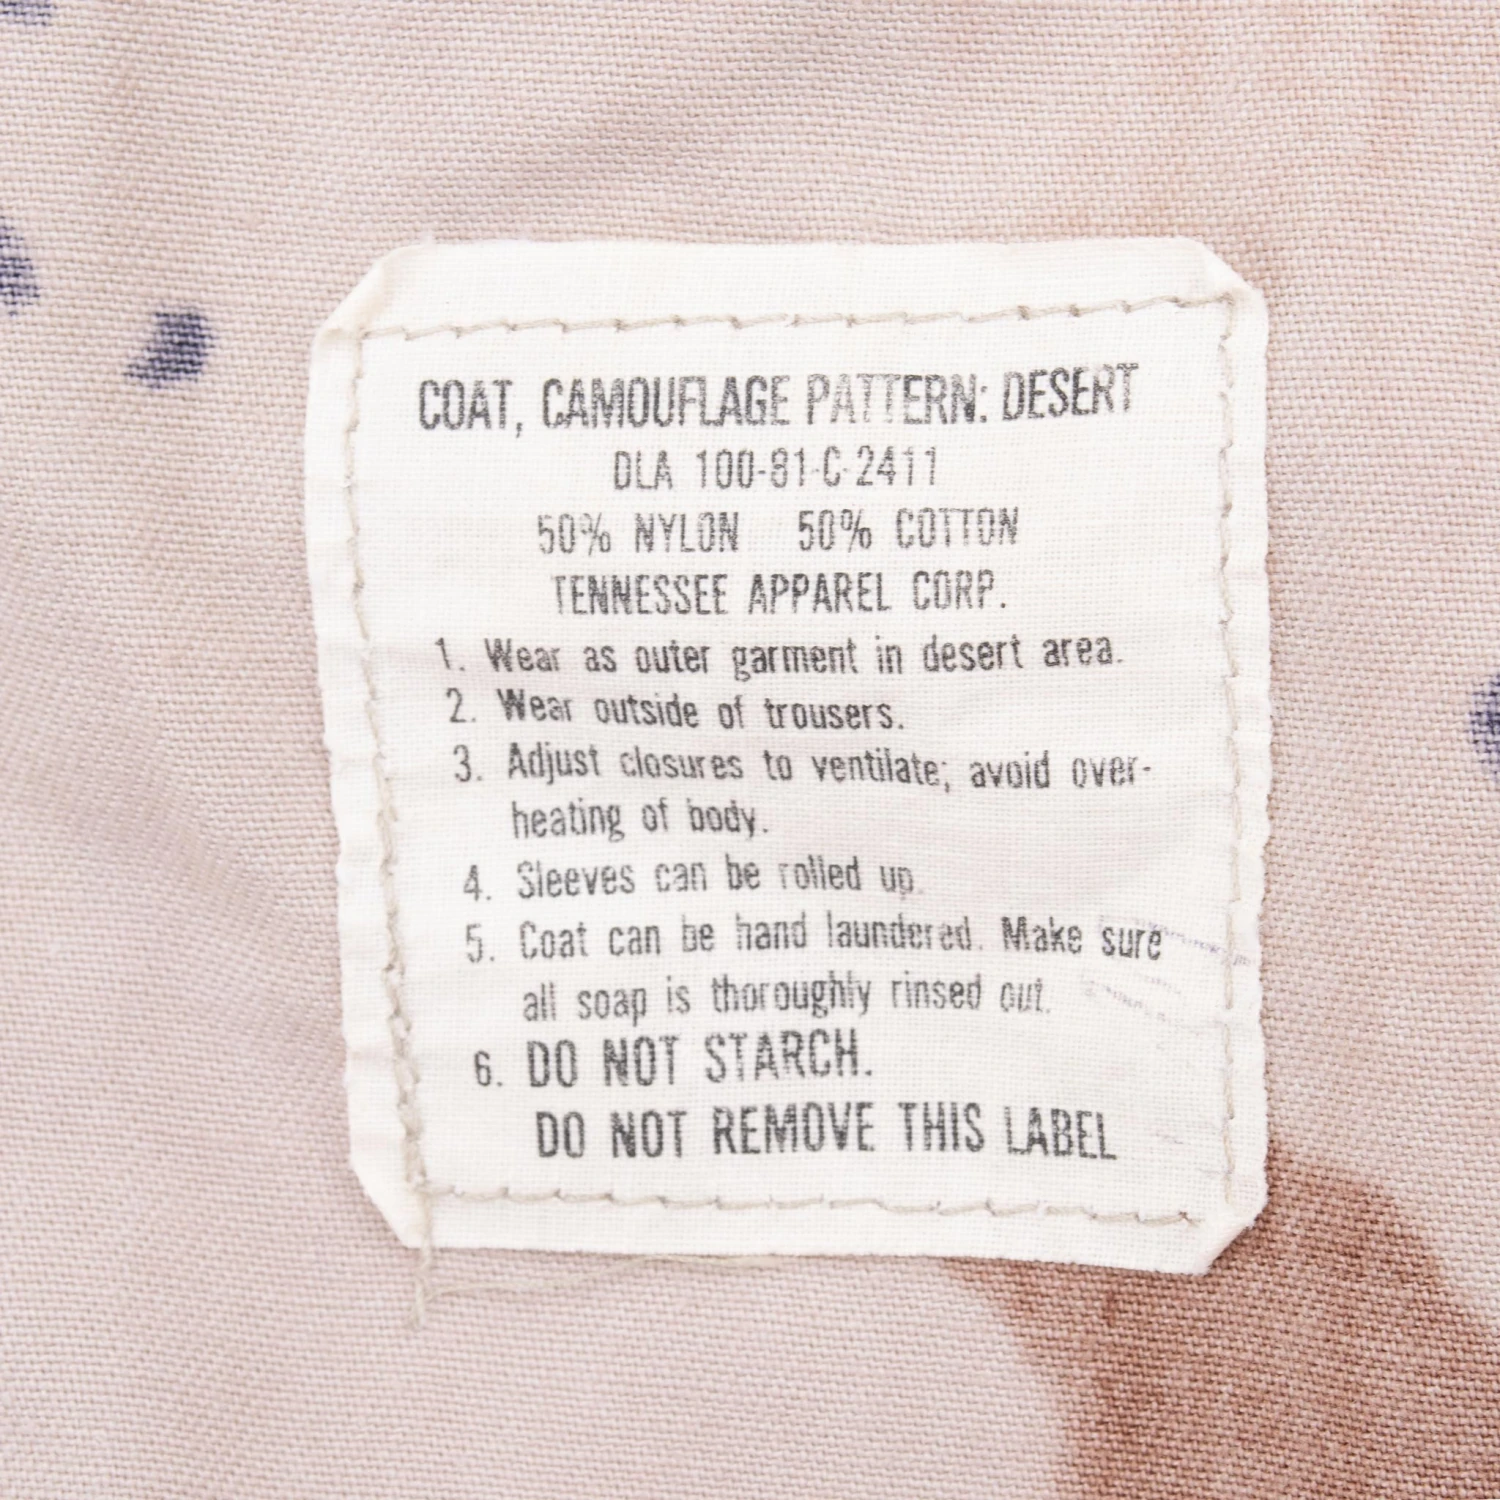 COAT, CAMOUFLAGE PATTERN: DESERT
DLA 100-81-C-2411
50% NYLON 50% COTTON
TENNESSEE APPAREL CORP.
1. Wear as outer garment in desert area.
2. Wear outside of trousers.
3. Adjust closures to ventilate; avoid over-
heating of body.
4. Sleeves can be rolled up.
5. Coat can be hand laundered. Make sure
all soap is thoroughly rinsed out.
6. DO NOT STARCH.
DO NOT REMOVE THIS LABEL